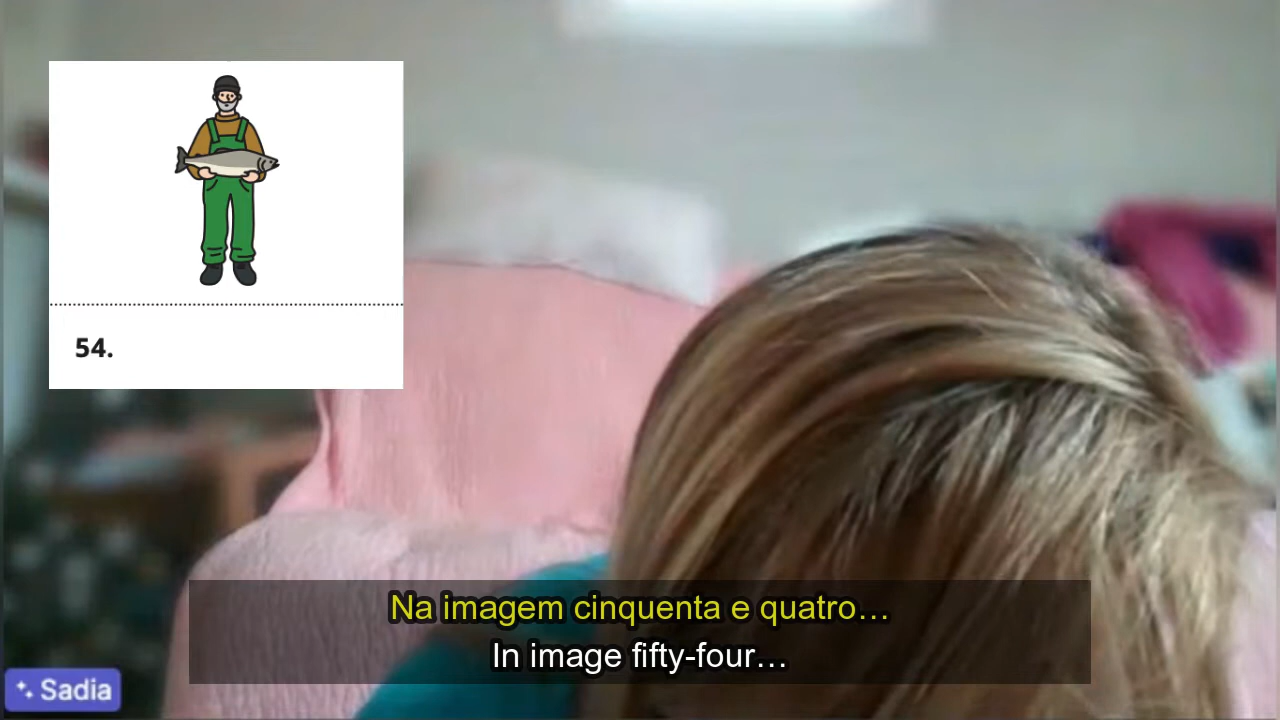 54.
Na imagem cinquenta e quatro…
In image fifty-four…
Sadia